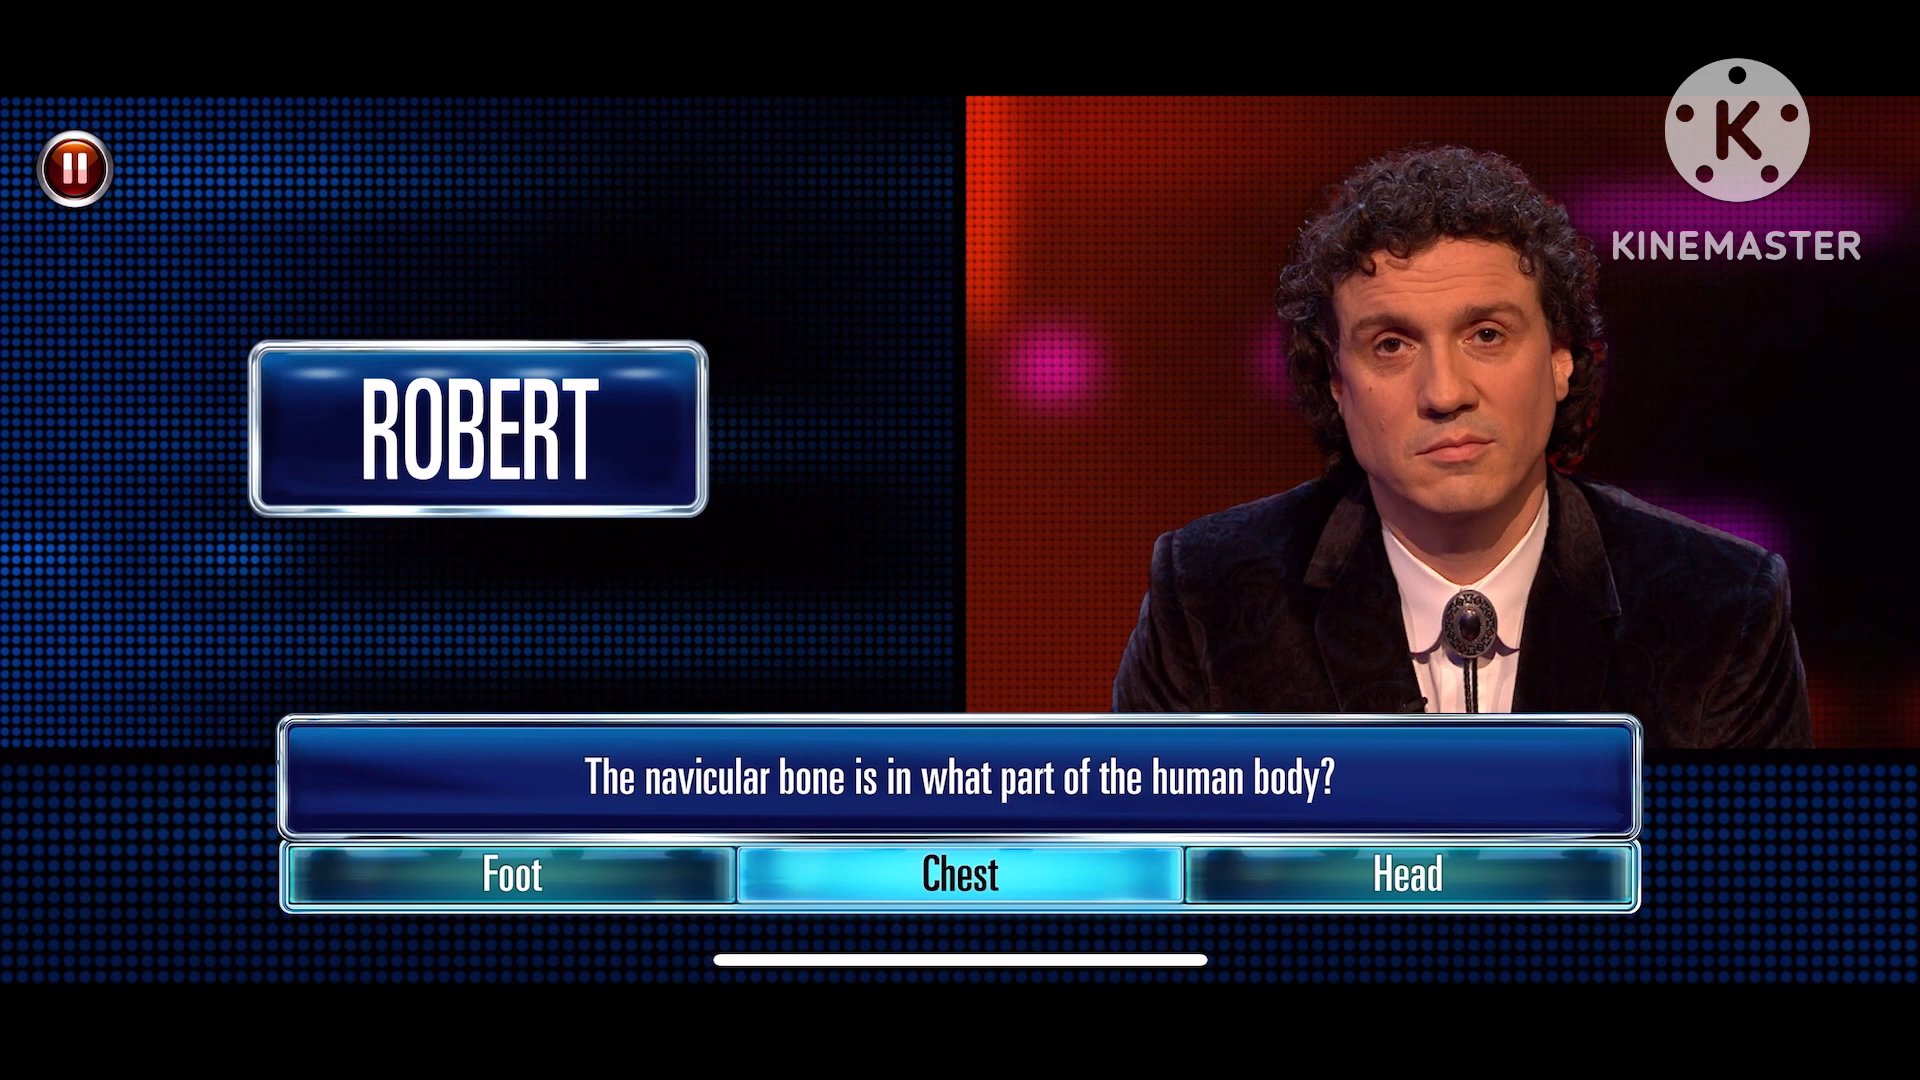 K
KINEMASTER
ROBERT
The navicular bone is in what part of the human body?
Foot
Chest
Head